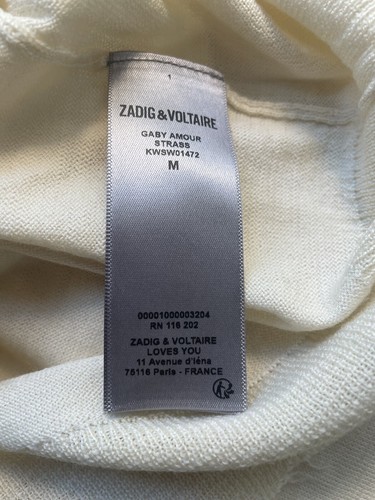 ZADIG & VOLTAIRE
GABY AMOUR
STRASS
KWSW01472
M
00001000003204
RN 116 202
ZADIG & VOLTAIRE
LOVES YOU
11 Avenue d'Iéna
75116 Paris - FRANCE